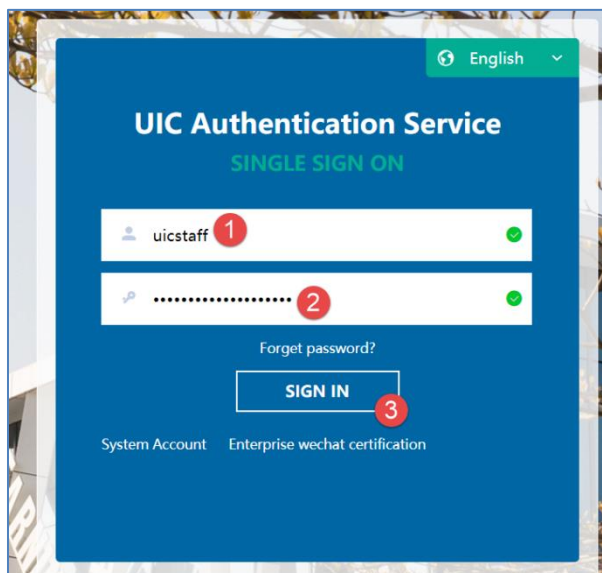 English
UIC Authentication Service
SINGLE SIGN ON
uicstaff 1
•••••••••••••••••••• 2
Forget password?
SIGN IN
3
System Account Enterprise wechat certification